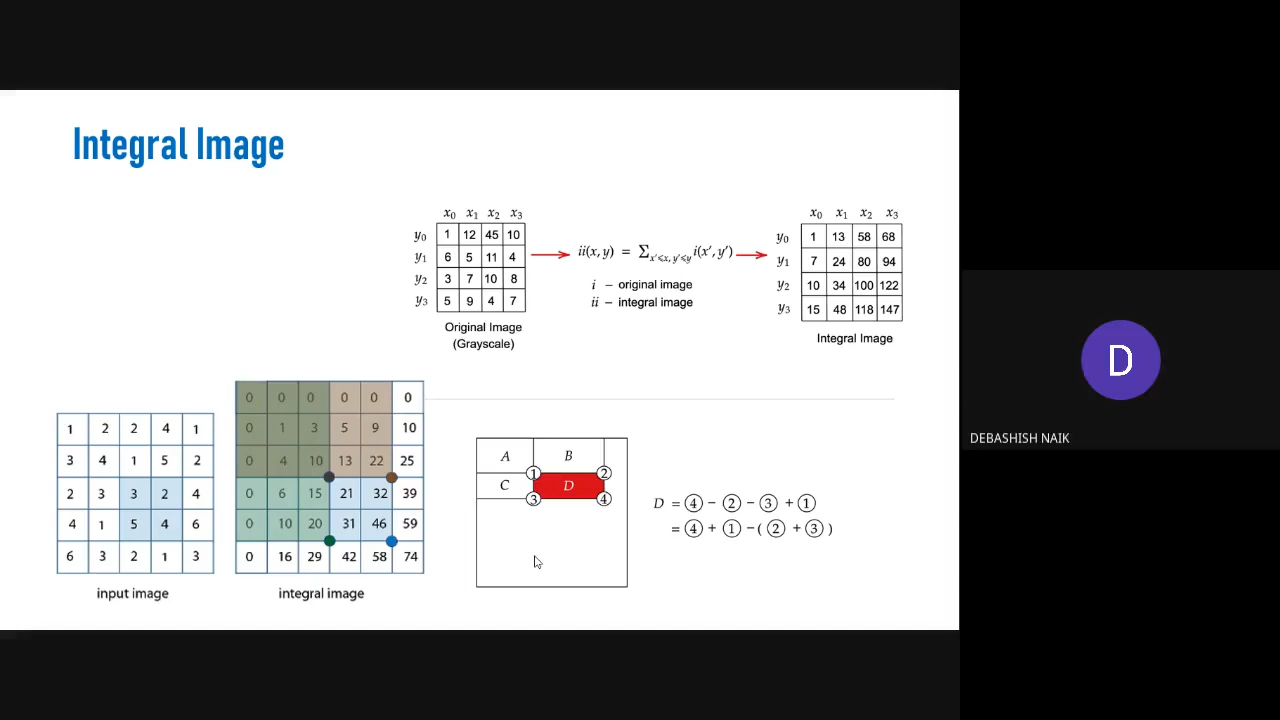 Integral Image
x0 x1 x2 x3
y0 1 12 45 10
y1 6 5 11 4
y2 3 7 10 8
y3 5 9 4 7
Original Image
(Grayscale)
ii(x, y) = ∑x'⩽x, y'⩽y i(x', y')
i – original image
ii – integral image
x0 x1 x2 x3
y0 1 13 58 68
y1 7 24 80 94
y2 10 34 100 122
y3 15 48 118 147
Integral Image
1 2 2 4 1
3 4 1 5 2
2 3 3 2 4
4 1 5 4 6
6 3 2 1 3
input image
0 0 0 0 0 0
0 1 3 5 9 10
0 4 10 13 22 25
0 6 15 21 32 39
0 10 20 31 46 59
0 16 29 42 58 74
integral image
A B
① ②
C D
③ ④
D = ④ − ② − ③ + ①
= ④ + ① − ( ② + ③ )
D
DEBASHISH NAIK